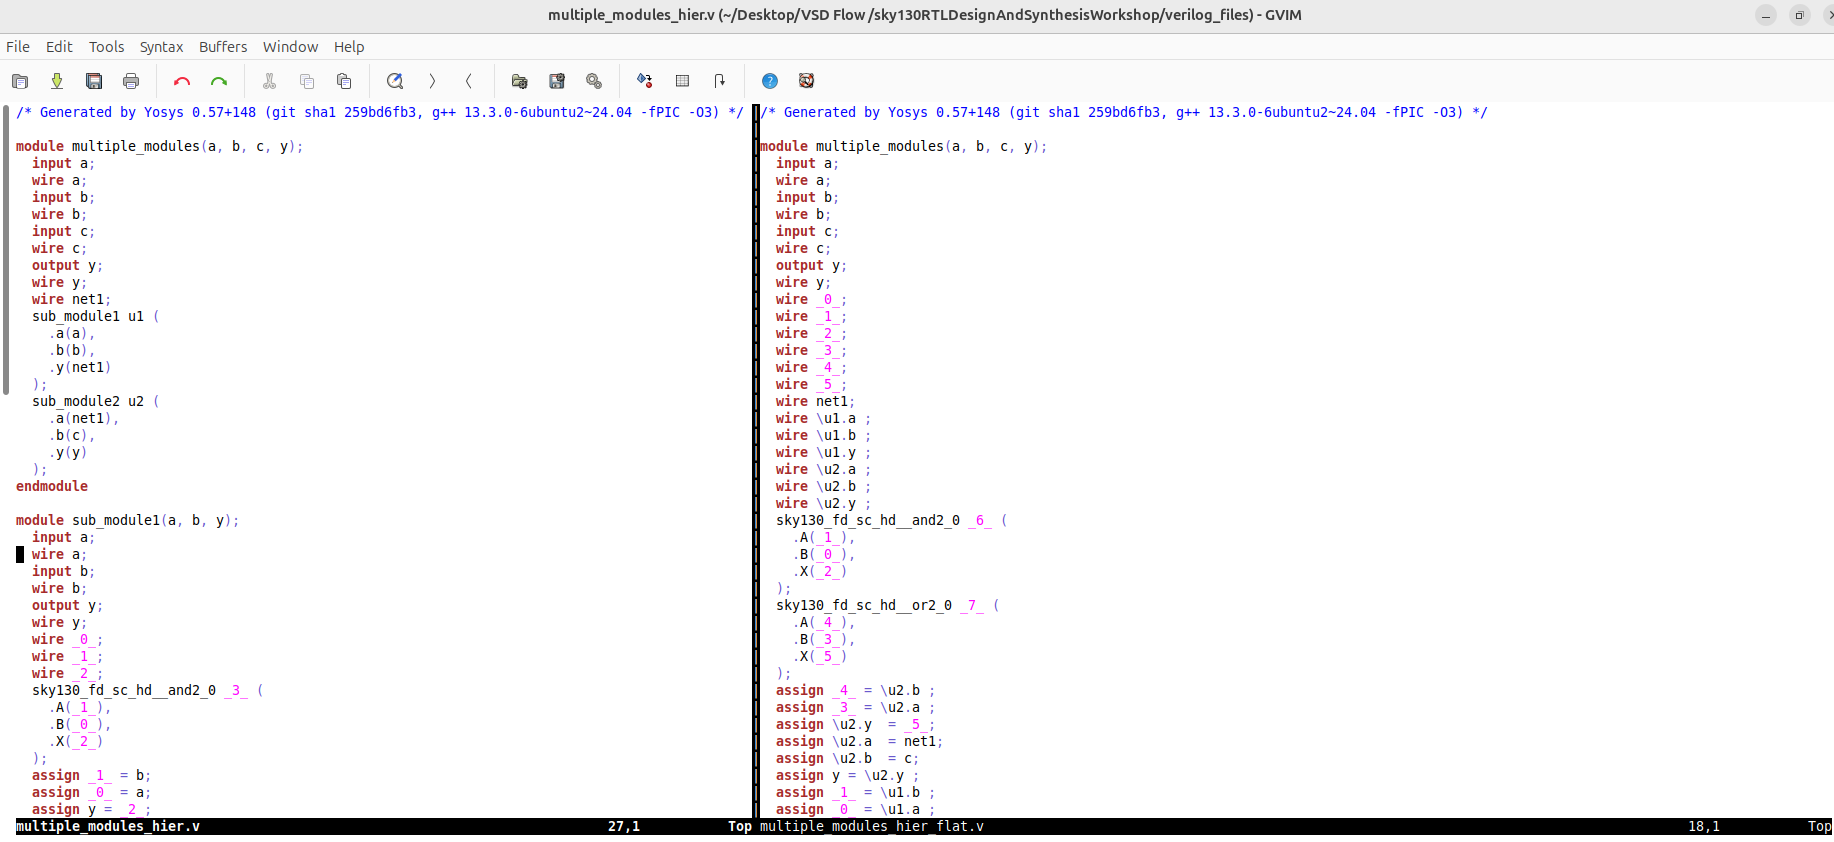 multiple_modules_hier.v (~/Desktop/VSD Flow /sky130RTLDesignAndSynthesisWorkshop/verilog_files) - GVIM
File Edit Tools Syntax Buffers Window Help
/* Generated by Yosys 0.57+148 (git sha1 259bd6fb3, g++ 13.3.0-6ubuntu2~24.04 -fPIC -O3) */
module multiple_modules(a, b, c, y);
  input a;
  wire a;
  input b;
  wire b;
  input c;
  wire c;
  output y;
  wire y;
  wire net1;
  sub_module1 u1 (
    .a(a),
    .b(b),
    .y(net1)
  );
  sub_module2 u2 (
    .a(net1),
    .b(c),
    .y(y)
  );
endmodule
module sub_module1(a, b, y);
  input a;
  wire a;
  input b;
  wire b;
  output y;
  wire y;
  wire _0_;
  wire _1_;
  wire _2_;
  sky130_fd_sc_hd__and2_0 _3_ (
    .A(_1_),
    .B(_0_),
    .X(_2_)
  );
  assign _1_ = b;
  assign _0_ = a;
  assign y = _2_;
multiple_modules_hier.v 27,1 Top
/* Generated by Yosys 0.57+148 (git sha1 259bd6fb3, g++ 13.3.0-6ubuntu2~24.04 -fPIC -O3) */
module multiple_modules(a, b, c, y);
  input a;
  wire a;
  input b;
  wire b;
  input c;
  wire c;
  output y;
  wire y;
  wire _0_;
  wire _1_;
  wire _2_;
  wire _3_;
  wire _4_;
  wire _5_;
  wire net1;
  wire \u1.a ;
  wire \u1.b ;
  wire \u1.y ;
  wire \u2.a ;
  wire \u2.b ;
  wire \u2.y ;
  sky130_fd_sc_hd__and2_0 _6_ (
    .A(_1_),
    .B(_0_),
    .X(_2_)
  );
  sky130_fd_sc_hd__or2_0 _7_ (
    .A(_4_),
    .B(_3_),
    .X(_5_)
  );
  assign _4_ = \u2.b ;
  assign _3_ = \u2.a ;
  assign \u2.y  = _5_;
  assign \u2.a  = net1;
  assign \u2.b  = c;
  assign y = \u2.y ;
  assign _1_ = \u1.b ;
  assign _0_ = \u1.a ;
multiple_modules_hier_flat.v 18,1 Top